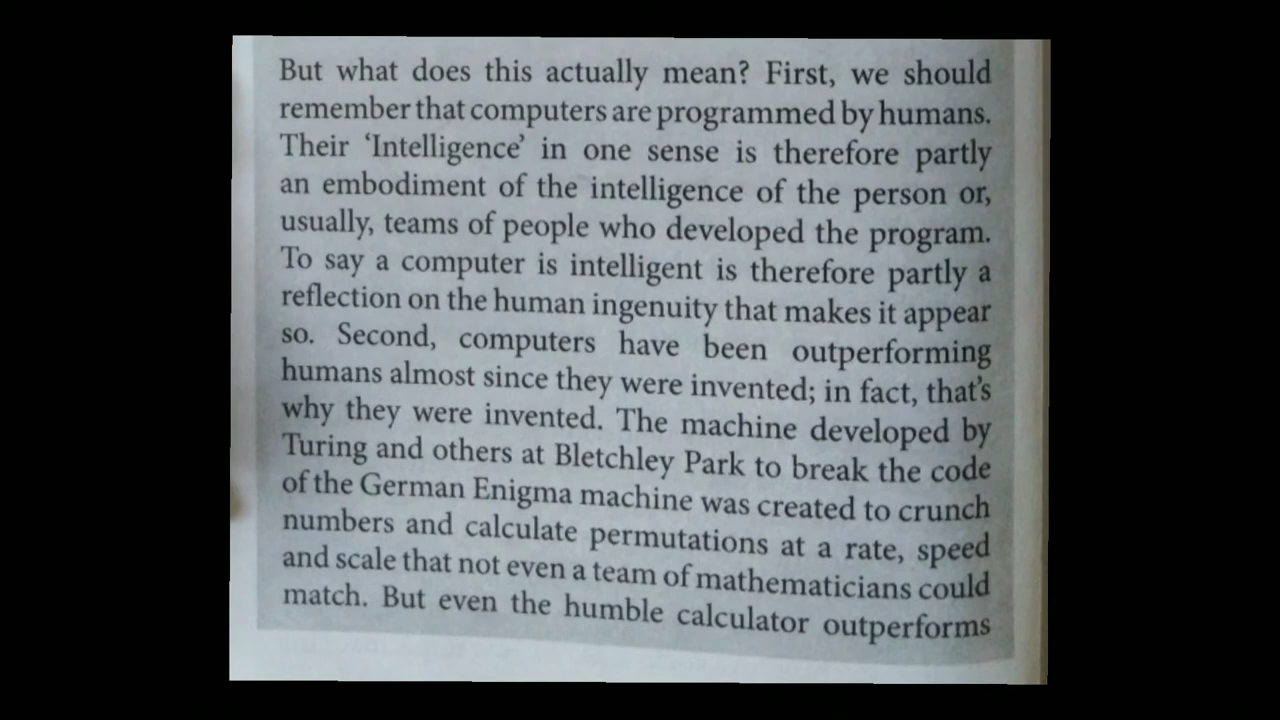 But what does this actually mean? First, we should
remember that computers are programmed by humans.
Their ‘Intelligence’ in one sense is therefore partly
an embodiment of the intelligence of the person or,
usually, teams of people who developed the program.
To say a computer is intelligent is therefore partly a
reflection on the human ingenuity that makes it appear
so. Second, computers have been outperforming
humans almost since they were invented; in fact, that’s
why they were invented. The machine developed by
Turing and others at Bletchley Park to break the code
of the German Enigma machine was created to crunch
numbers and calculate permutations at a rate, speed
and scale that not even a team of mathematicians could
match. But even the humble calculator outperforms